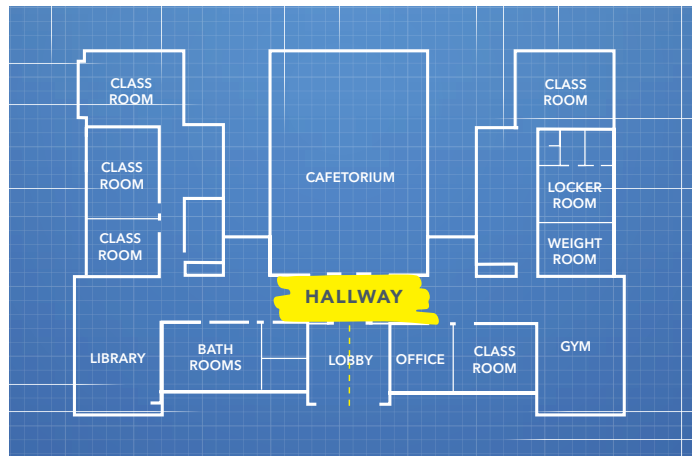 CLASS
ROOM
CLASS
ROOM
CLASS
ROOM
CAFETORIUM
CLASS
ROOM
LOCKER
ROOM
WEIGHT
ROOM
HALLWAY
LIBRARY
BATH
ROOMS
LOBBY
OFFICE
CLASS
ROOM
GYM